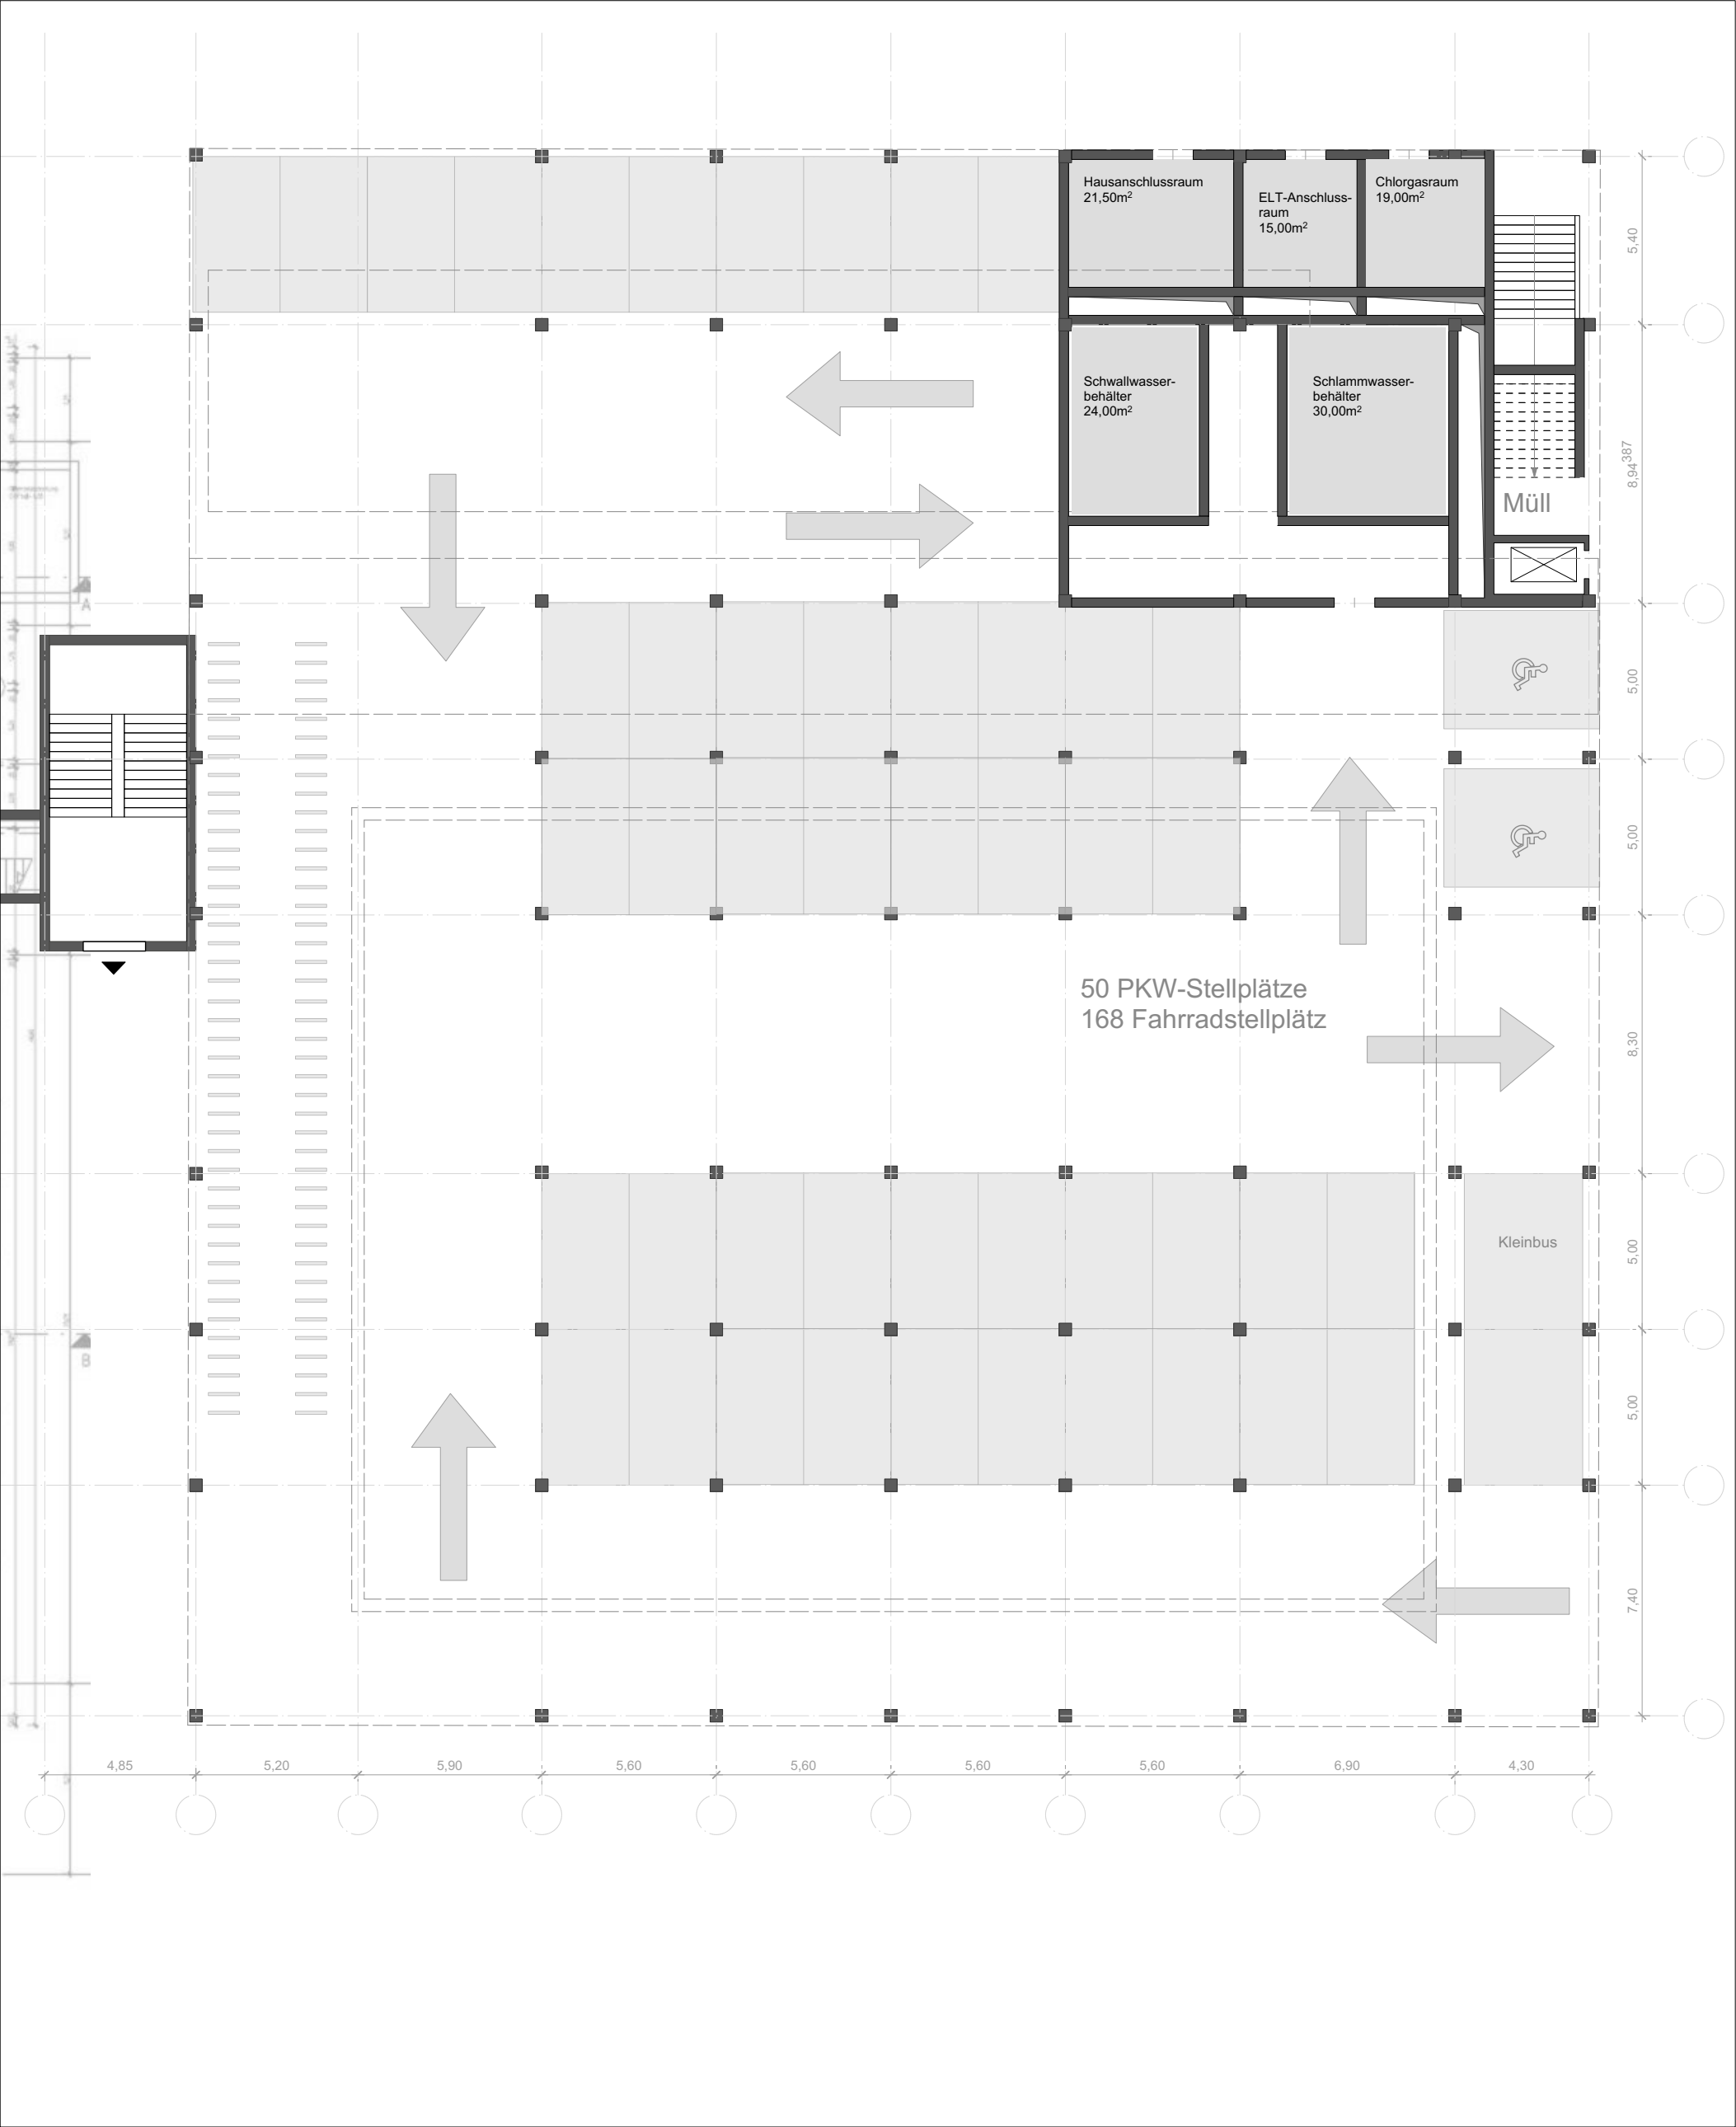 Hausanschlussraum
21,50m²
ELT-Anschluss-
raum
15,00m²
Chlorgasraum
19,00m²
5,40
Schwallwasser-
behälter
24,00m²
Schlammwasser-
behälter
30,00m²
8,94³⁸⁷
Müll
A
5,00
5,00
50 PKW-Stellplätze
168 Fahrradstellplätz
8,30
Kleinbus
5,00
B
5,00
7,40
4,85
5,20
5,90
5,60
5,60
5,60
5,60
6,90
4,30